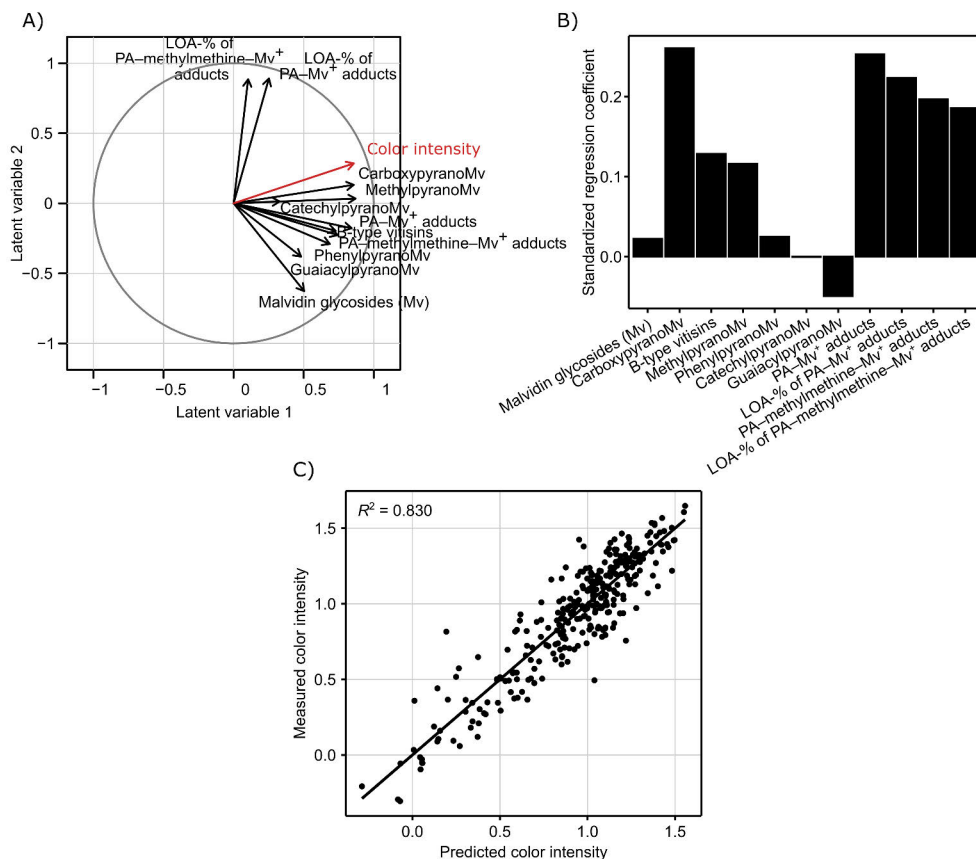 A)
LOA-% of
PA–methylmethine–Mv+
adducts
LOA-% of
PA–Mv+ adducts
Color intensity
CarboxypyranoMv
MethylpyranoMv
CatechylpyranoMv
PA–Mv+ adducts
B-type vitisins
PA–methylmethine–Mv+ adducts
PhenylpyranoMv
GuaiacylpyranoMv
Malvidin glycosides (Mv)
1
0.5
0
−0.5
−1
Latent variable 2
−1
−0.5
0
0.5
1
Latent variable 1
B)
0.2
0.1
0.0
Standardized regression coefficient
Malvidin glycosides (Mv)
CarboxypyranoMv
B-type vitisins
MethylpyranoMv
PhenylpyranoMv
CatechylpyranoMv
GuaiacylpyranoMv
PA–Mv+ adducts
LOA-% of PA–Mv+ adducts
PA–methylmethine–Mv+ adducts
LOA-% of PA–methylmethine–Mv+ adducts
C)
R2 = 0.830
1.5
1.0
0.5
0.0
Measured color intensity
0.0
0.5
1.0
1.5
Predicted color intensity